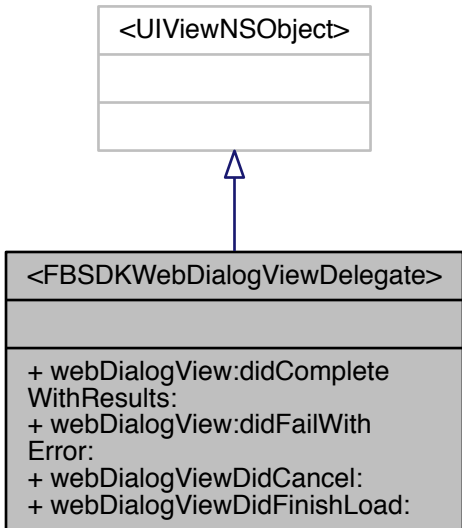 <UIViewNSObject>
<FBSDKWebDialogViewDelegate>
+ webDialogView:didComplete
WithResults:
+ webDialogView:didFailWith
Error:
+ webDialogViewDidCancel:
+ webDialogViewDidFinishLoad: